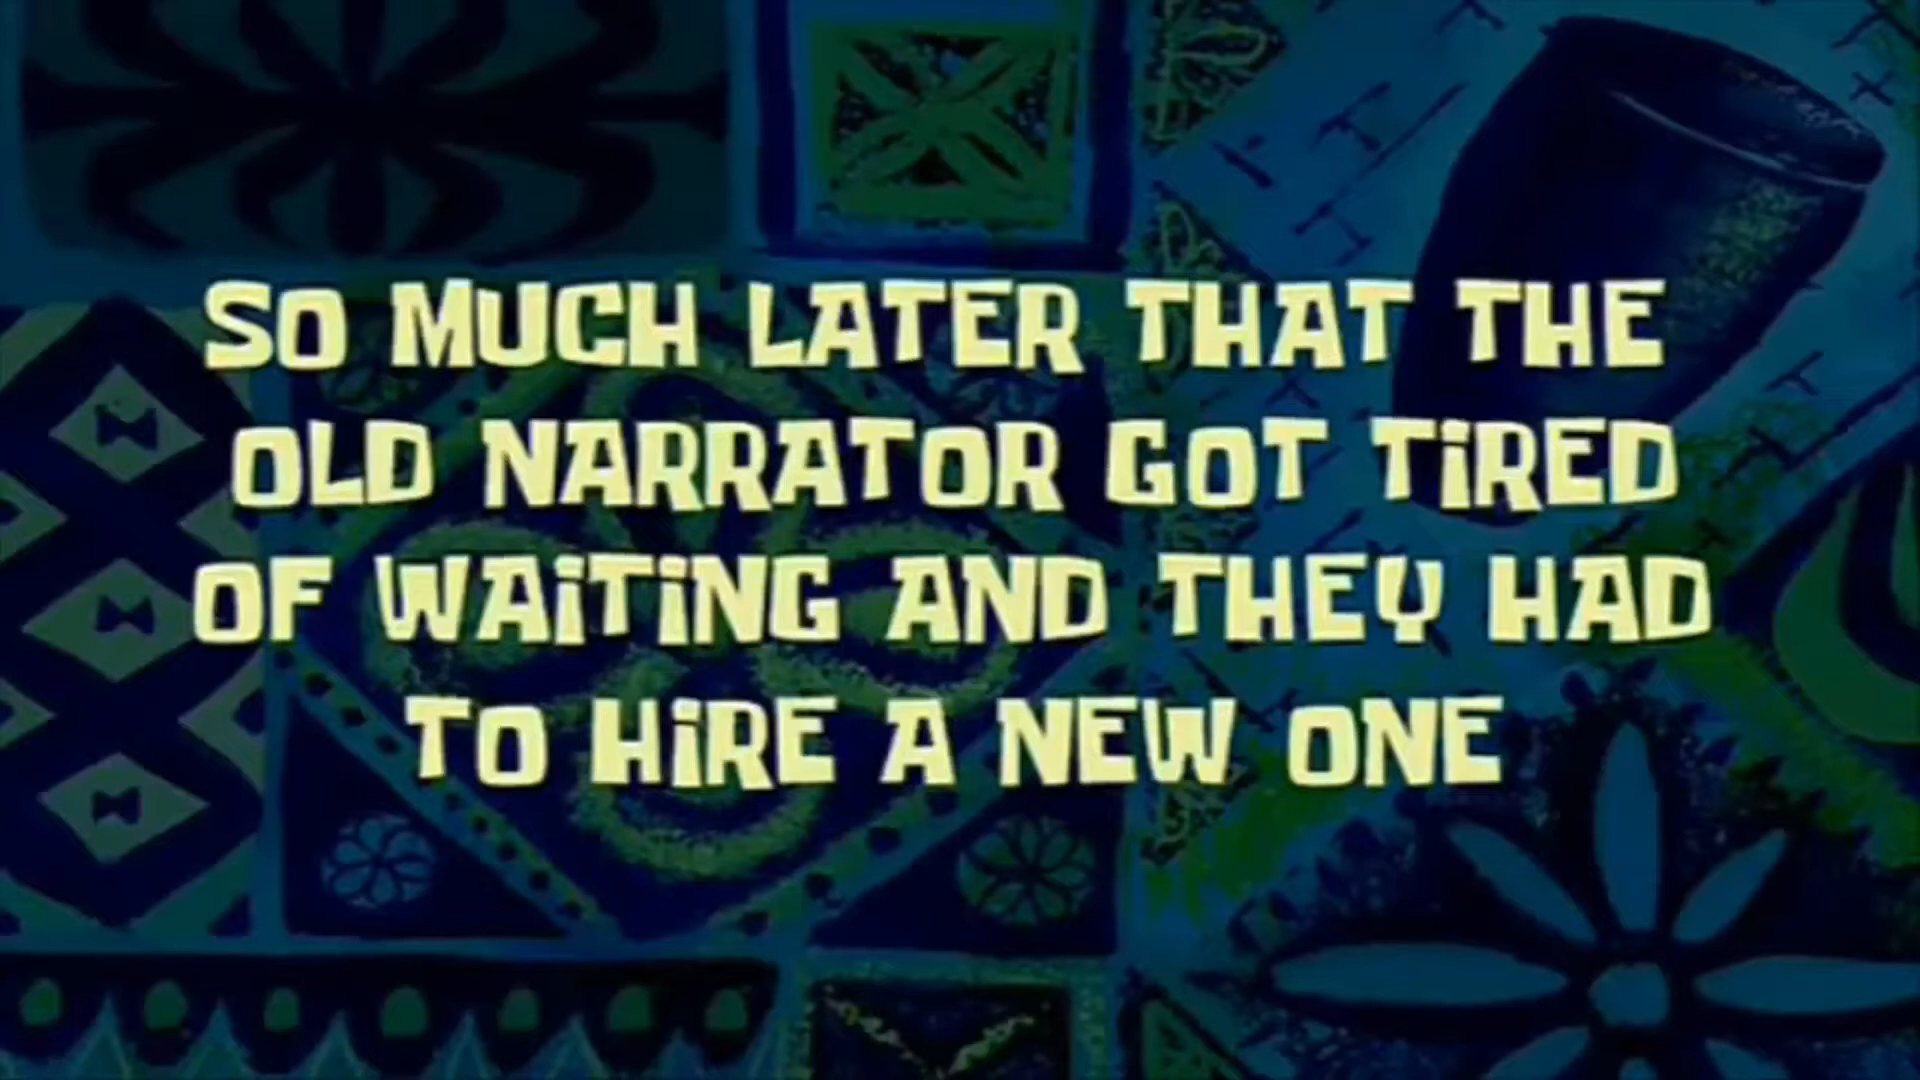 SO MUCH LATER THAT THE
OLD NARRATOR GOT TiRED
OF WAiTiNG AND THEY HAD
TO HiRE A NEW ONE